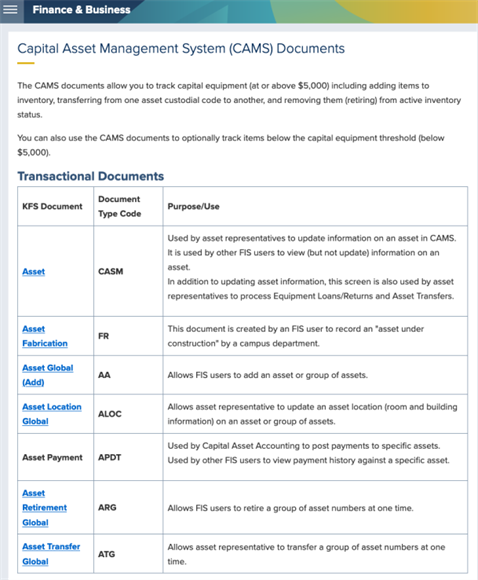 Finance & Business
Capital Asset Management System (CAMS) Documents
The CAMS documents allow you to track capital equipment (at or above $5,000) including adding items to
inventory, transferring from one asset custodial code to another, and removing them (retiring) from active inventory
status.
You can also use the CAMS documents to optionally track items below the capital equipment threshold (below
$5,000).
Transactional Documents
KFS Document
Document
Type Code
Purpose/Use
Asset
CASM
Used by asset representatives to update information on an asset in CAMS.
It is used by other FIS users to view (but not update) information on an
asset.
In addition to updating asset information, this screen is also used by asset
representatives to process Equipment Loans/Returns and Asset Transfers.
Asset
Fabrication
FR
This document is created by an FIS user to record an "asset under
construction" by a campus department.
Asset Global
(Add)
AA
Allows FIS users to add an asset or group of assets.
Asset Location
Global
ALOC
Allows asset representative to update an asset location (room and building
information) on an asset or group of assets.
Asset Payment
APDT
Used by Capital Asset Accounting to post payments to specific assets.
Used by other FIS users to view payment history against a specific asset.
Asset
Retirement
Global
ARG
Allows FIS users to retire a group of asset numbers at one time.
Asset Transfer
Global
ATG
Allows asset representative to transfer a group of asset numbers at one
time.